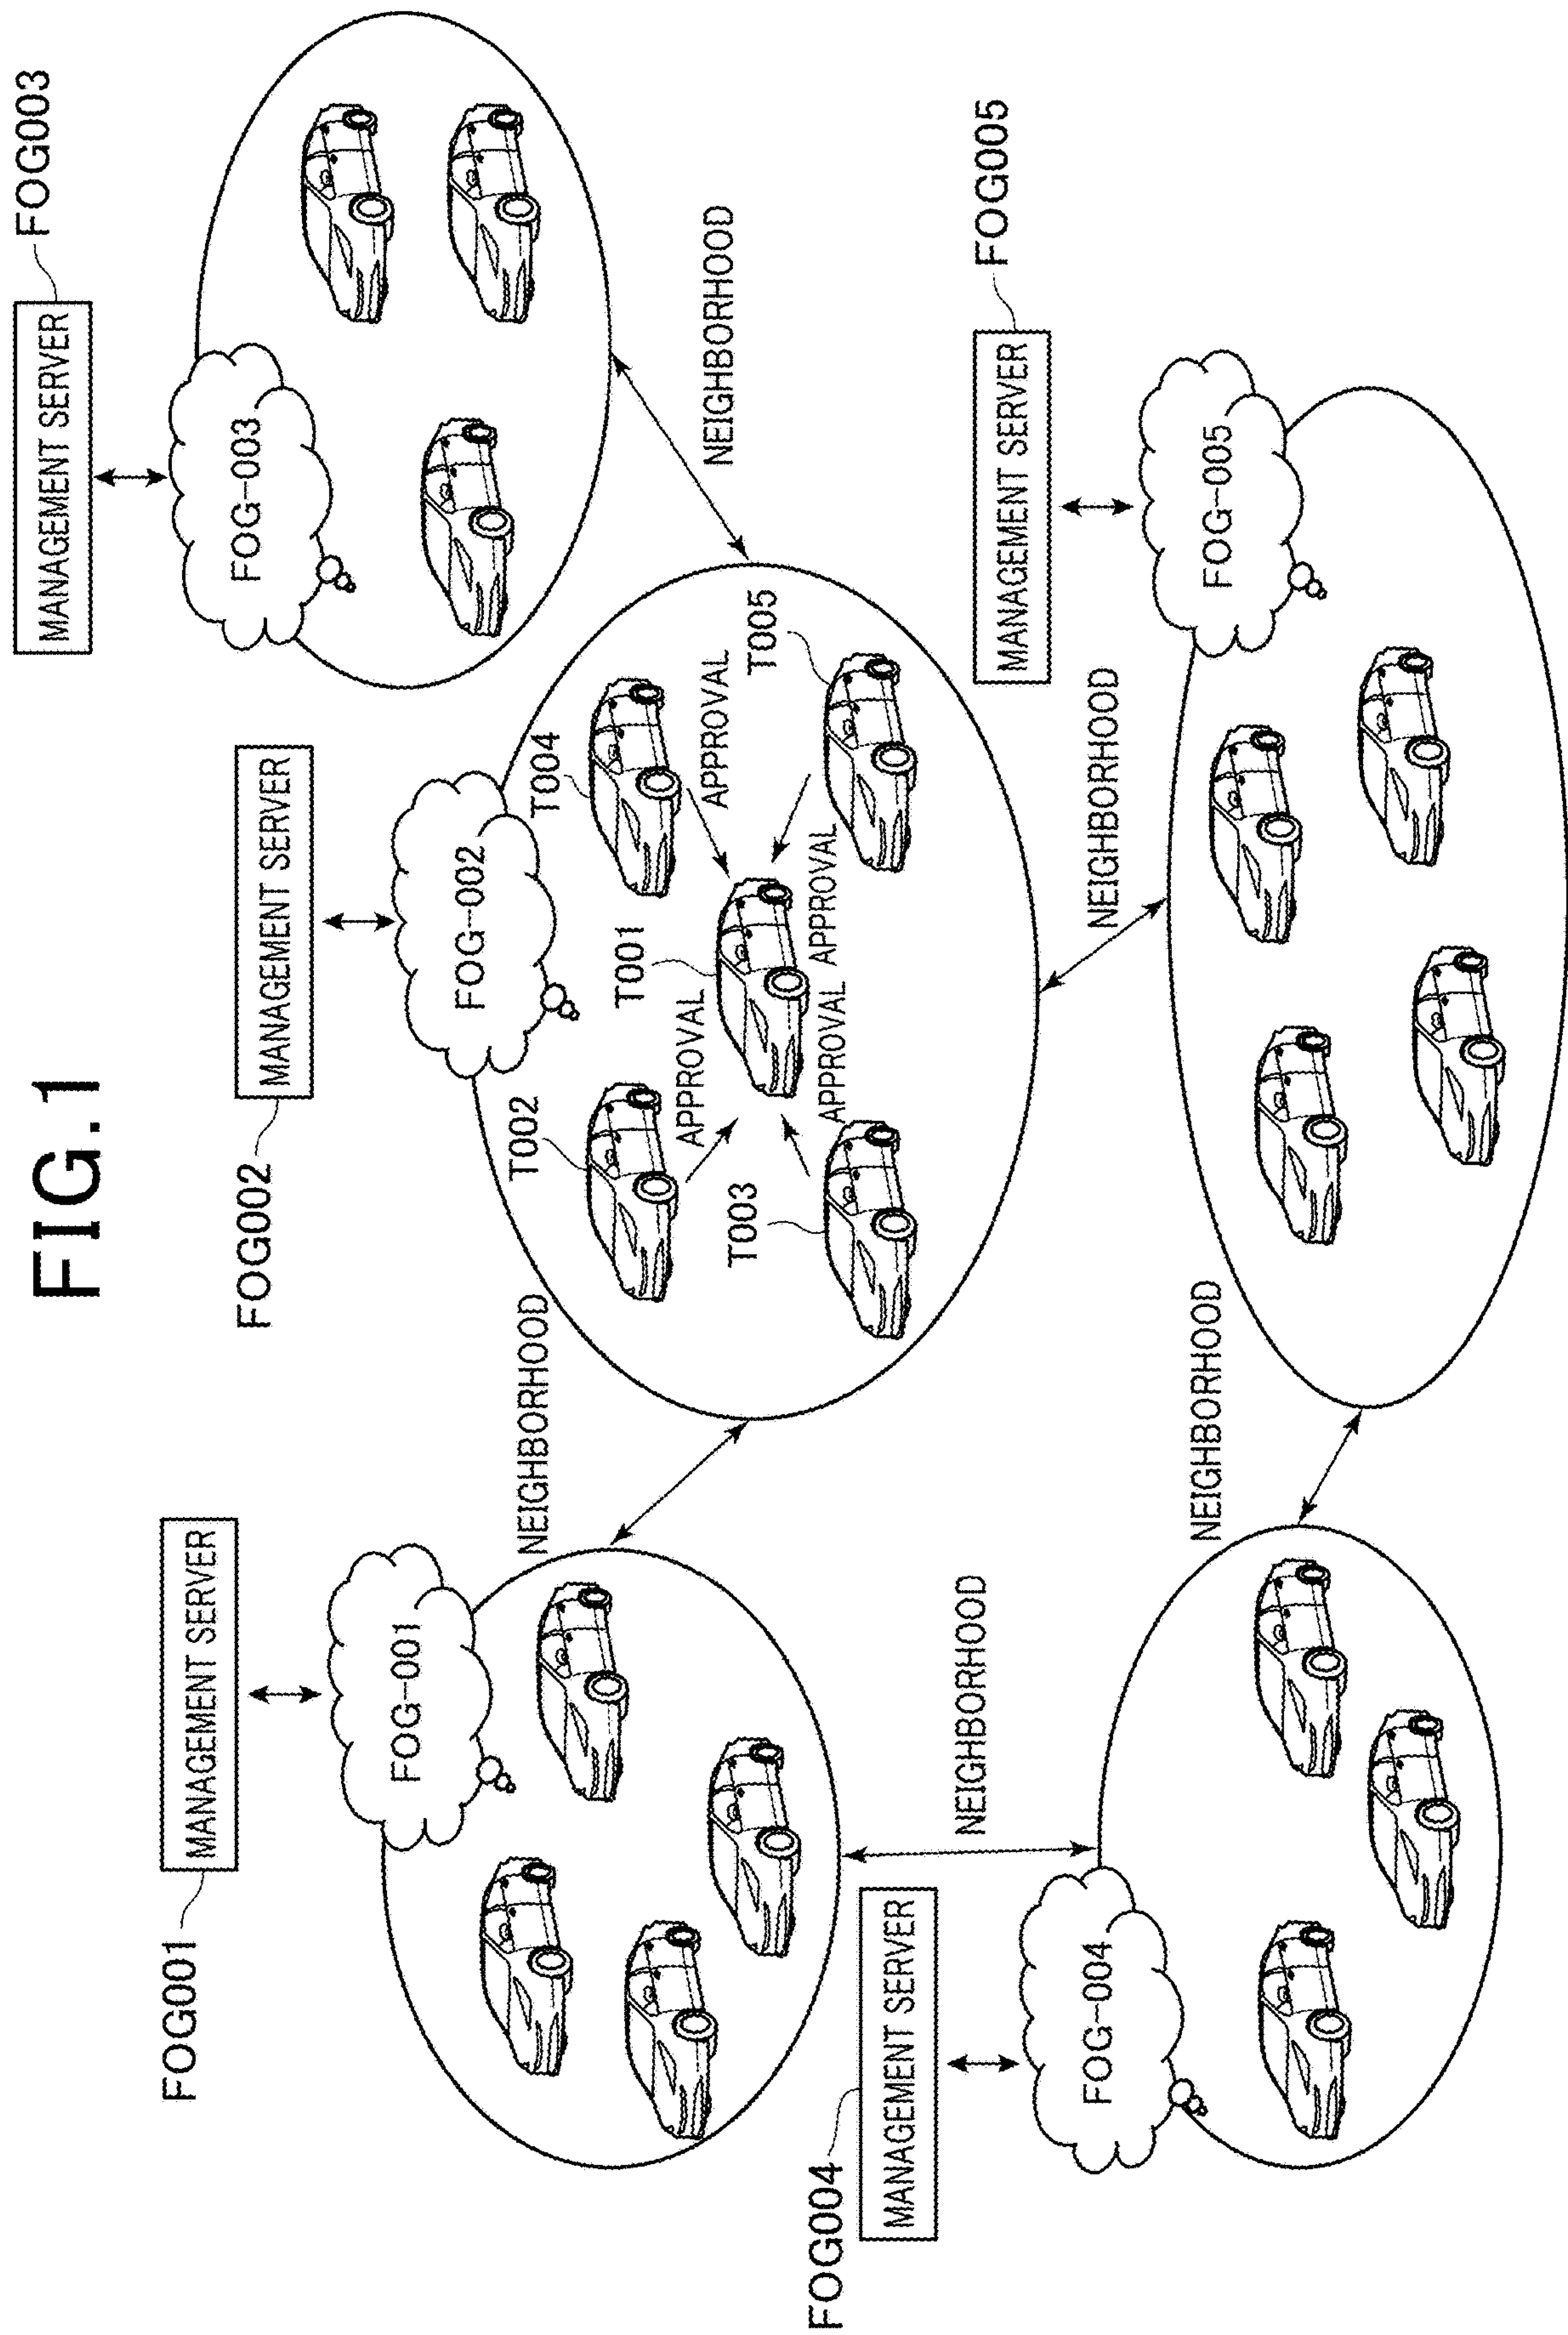 FIG.1
FOG001
MANAGEMENT SERVER
FOG-001
FOG002
MANAGEMENT SERVER
FOG-002
MANAGEMENT SERVER
FOG003
FOG-003
NEIGHBORHOOD
T002
T004
T001
APPROVAL
APPROVAL
T003
APPROVAL
APPROVAL
T005
NEIGHBORHOOD
FOG004
MANAGEMENT SERVER
FOG-004
NEIGHBORHOOD
NEIGHBORHOOD
MANAGEMENT SERVER
FOG005
FOG-005
NEIGHBORHOOD